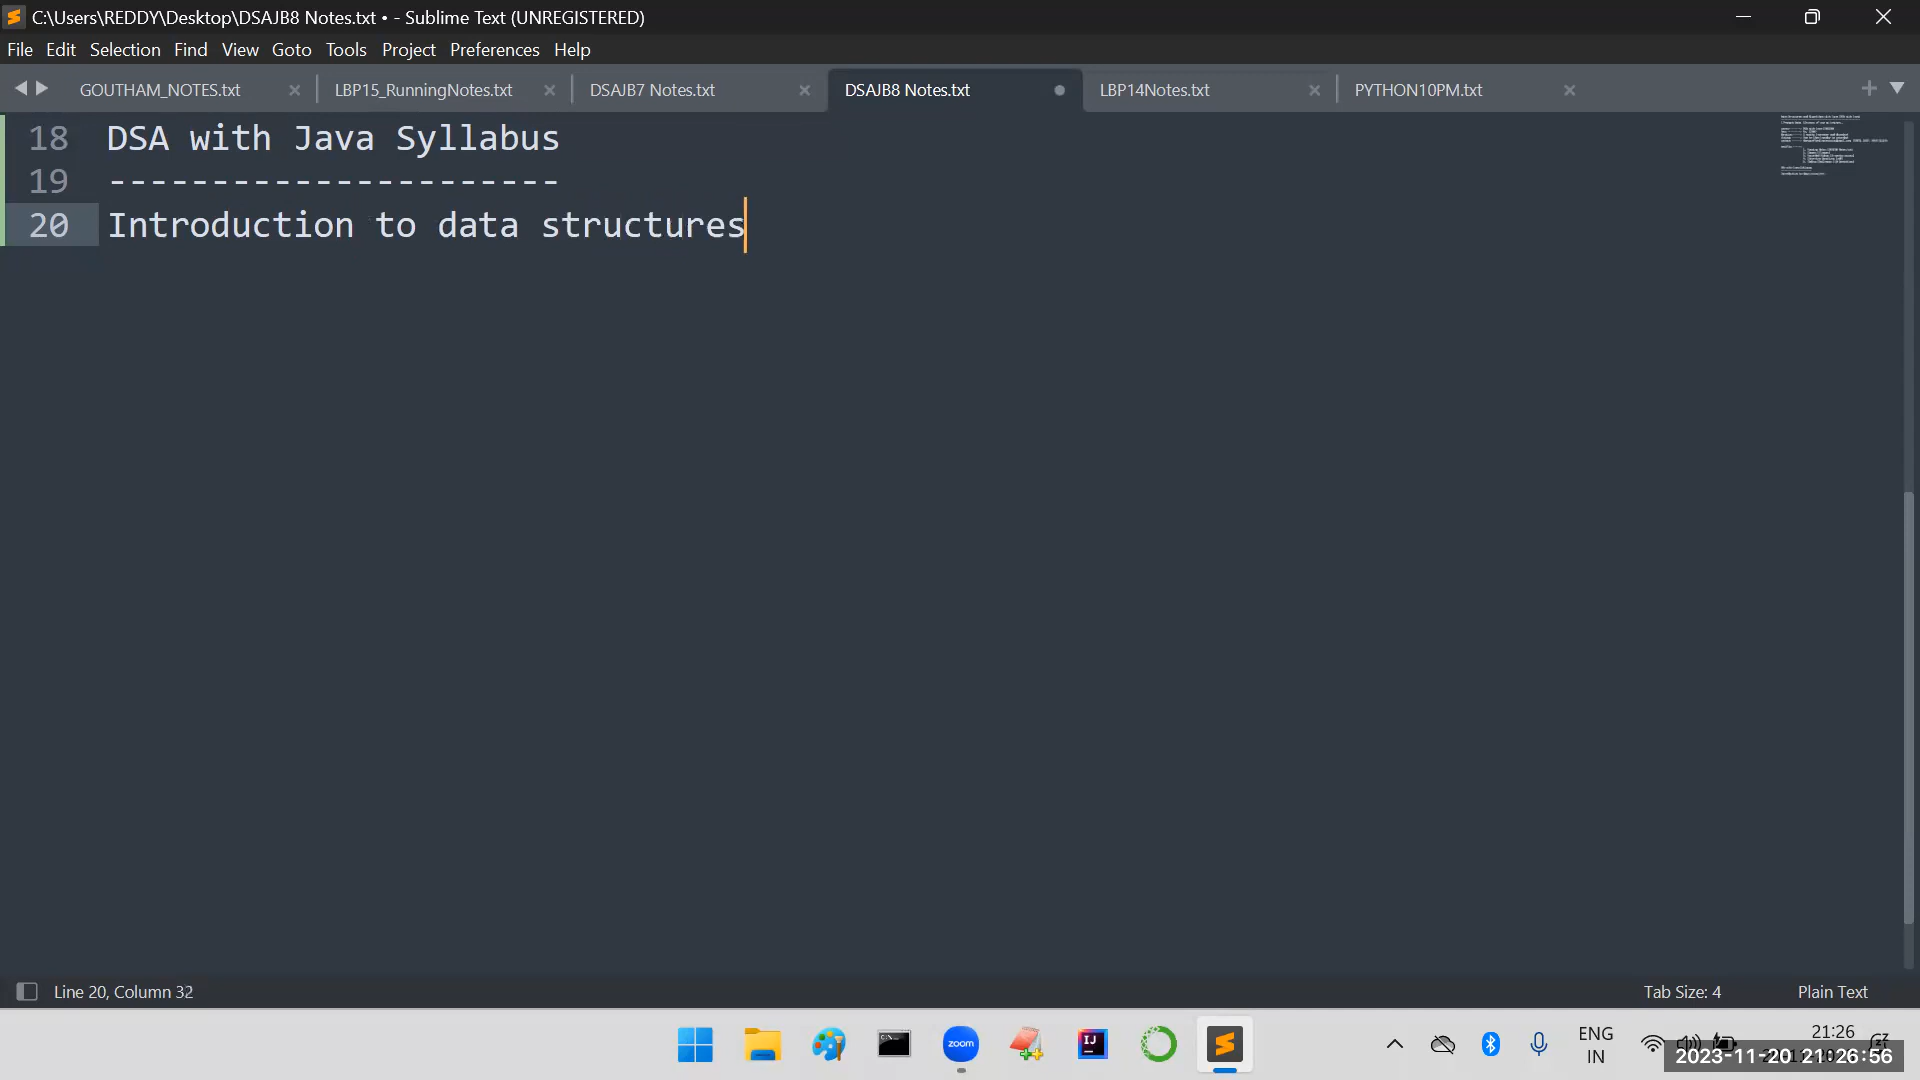 C:\Users\REDDY\Desktop\DSAJB8 Notes.txt • - Sublime Text (UNREGISTERED)
File Edit Selection Find View Goto Tools Project Preferences Help
GOUTHAM_NOTES.txt LBP15_RunningNotes.txt DSAJB7 Notes.txt DSAJB8 Notes.txt LBP14Notes.txt PYTHON10PM.txt
18 DSA with Java Syllabus
19 ----------------------
20 Introduction to data structures
Line 20, Column 32 Tab Size: 4 Plain Text
zoom
IJ
ENG
IN
21:26
2023-11-20 21:26:56